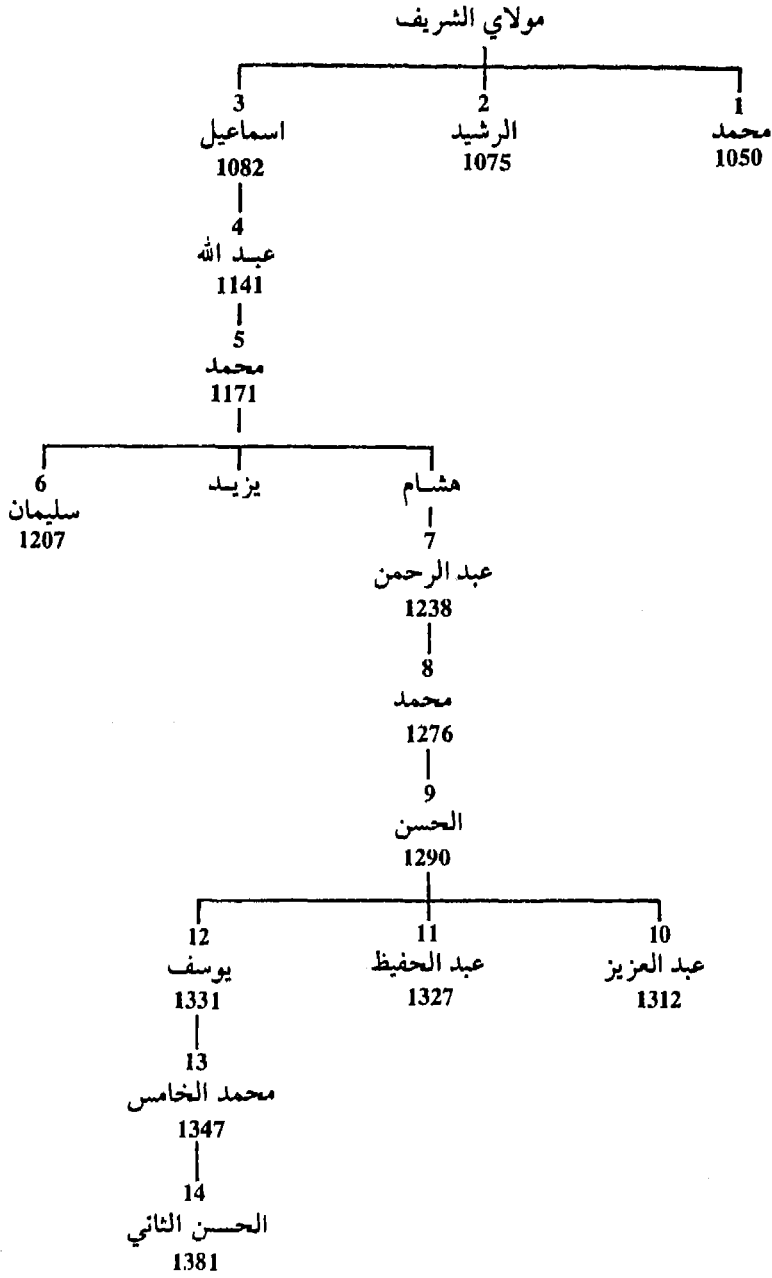 مولاي الشريف
1
محمد
1050
2
الرشيد
1075
3
اسماعيل
1082
4
عبد الله
1141
5
محمد
1171
هشام
يزيد
6
سليمان
1207
7
عبد الرحمن
1238
8
محمد
1276
9
الحسن
1290
10
عبد العزيز
1312
11
عبد الحفيظ
1327
12
يوسف
1331
13
محمد الخامس
1347
14
الحسن الثاني
1381